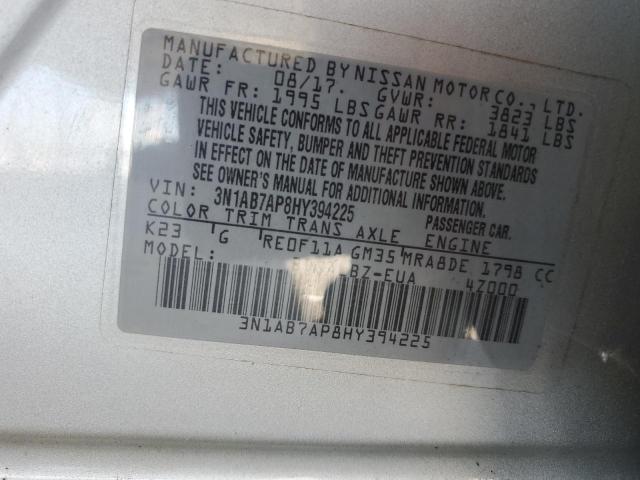 MANUFACTURED BY NISSAN MOTOR CO., LTD.
DATE: 08/17. GVWR: 3823 LBS
GAWR FR: 1995 LBS GAWR RR: 1841 LBS
THIS VEHICLE CONFORMS TO ALL APPLICABLE FEDERAL MOTOR
VEHICLE SAFETY, BUMPER AND THEFT PREVENTION STANDARDS
IN EFFECT ON THE DATE OF MANUFACTURE SHOWN ABOVE.
SEE OWNER'S MANUAL FOR ADDITIONAL INFORMATION.
VIN: 3N1AB7AP8HY394225 PASSENGER CAR.
COLOR TRIM TRANS AXLE ENGINE
K23 G RE0F11A GM35 MRA8DE 1798 CC
MODEL: BZ-EUA 4Z000
3N1AB7AP8HY394225